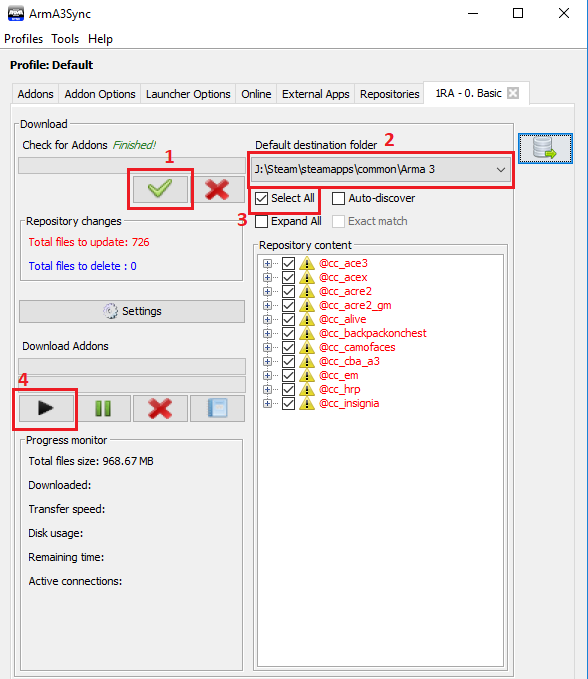 ArmA3Sync
Profiles Tools Help
Profile: Default
Addons Addon Options Launcher Options Online External Apps Repositories 1RA - 0. Basic
Download
Check for Addons Finished!
1
Default destination folder 2
J:\Steam\steamapps\common\Arma 3
Select All Auto-discover
3 Expand All Exact match
Repository changes
Total files to update: 726
Total files to delete : 0
Settings
Download Addons
4
Repository content
@cc_ace3
@cc_acex
@cc_acre2
@cc_acre2_gm
@cc_alive
@cc_backpackonchest
@cc_camofaces
@cc_cba_a3
@cc_em
@cc_hrp
@cc_insignia
Progress monitor
Total files size: 968.67 MB
Downloaded:
Transfer speed:
Disk usage:
Remaining time:
Active connections: